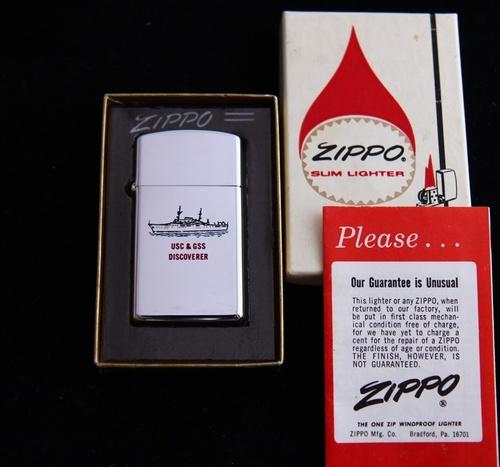 ZIPPO
USC & GSS
DISCOVERER
ZIPPO®
SLIM LIGHTER
Please...
Our Guarantee is Unusual
This lighter or any ZIPPO, when
returned to our factory, will
be put in first class mechan-
ical condition free of charge,
for we have yet to charge a
cent for the repair of a ZIPPO
regardless of age or condition.
THE FINISH, HOWEVER, IS
NOT GUARANTEED.
ZIPPO®
THE ONE ZIP WINDPROOF LIGHTER
ZIPPO Mfg. Co. Bradford, Pa. 16701